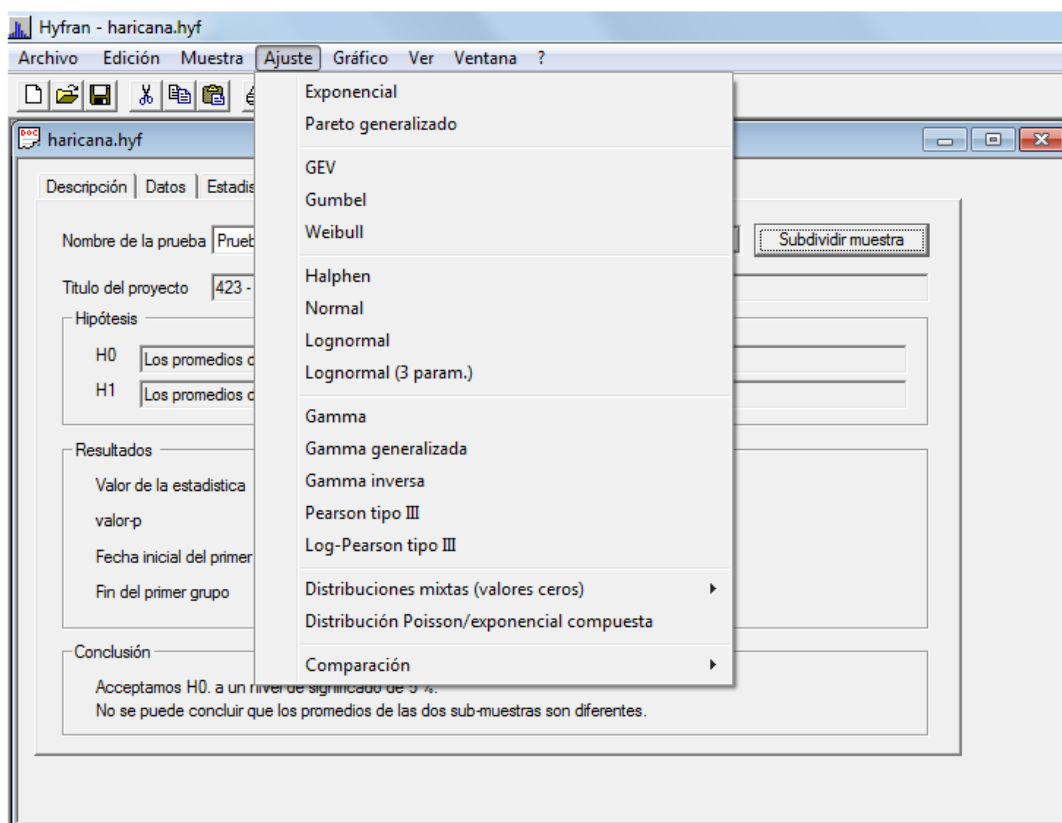 Hyfran - haricana.hyf
Archivo Edición Muestra Ajuste Gráfico Ver Ventana ?
haricana.hyf
Descripción Datos Estadis
Nombre de la prueba Prueb
Subdividir muestra
Titulo del proyecto 423 -
Hipótesis
H0 Los promedios d
H1 Los promedios d
Resultados
Valor de la estadistica
valor-p
Fecha inicial del primer
Fin del primer grupo
Conclusión
Acceptamos H0. a un nivel de significado de 5 %.
No se puede concluir que los promedios de las dos sub-muestras son diferentes.
Exponencial
Pareto generalizado
GEV
Gumbel
Weibull
Halphen
Normal
Lognormal
Lognormal (3 param.)
Gamma
Gamma generalizada
Gamma inversa
Pearson tipo III
Log-Pearson tipo III
Distribuciones mixtas (valores ceros)
Distribución Poisson/exponencial compuesta
Comparación